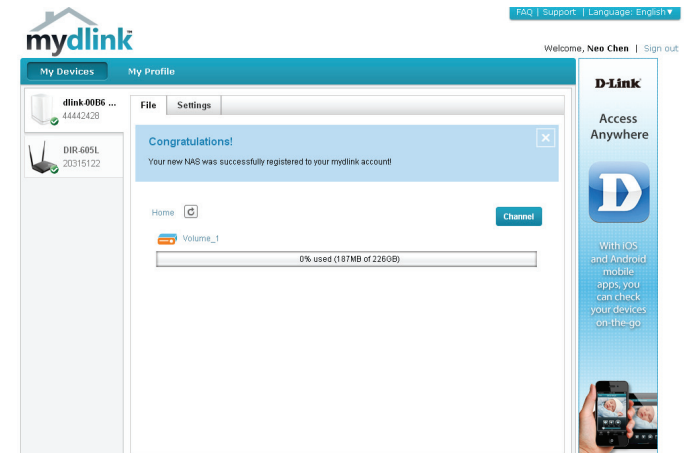 FAQ | Support | Language: English▼
mydlink™
Welcome, Neo Chen | Sign out
My Devices
My Profile
dlink-00B6 ...
44442428
DIR-605L
20315122
File
Settings
Congratulations!
Your new NAS was successfully registered to your mydlink account!
Home
Channel
Volume_1
0% used (187MB of 226GB)
D-Link
Access
Anywhere
D
With iOS
and Android
mobile
apps, you
can check
your devices
on-the-go